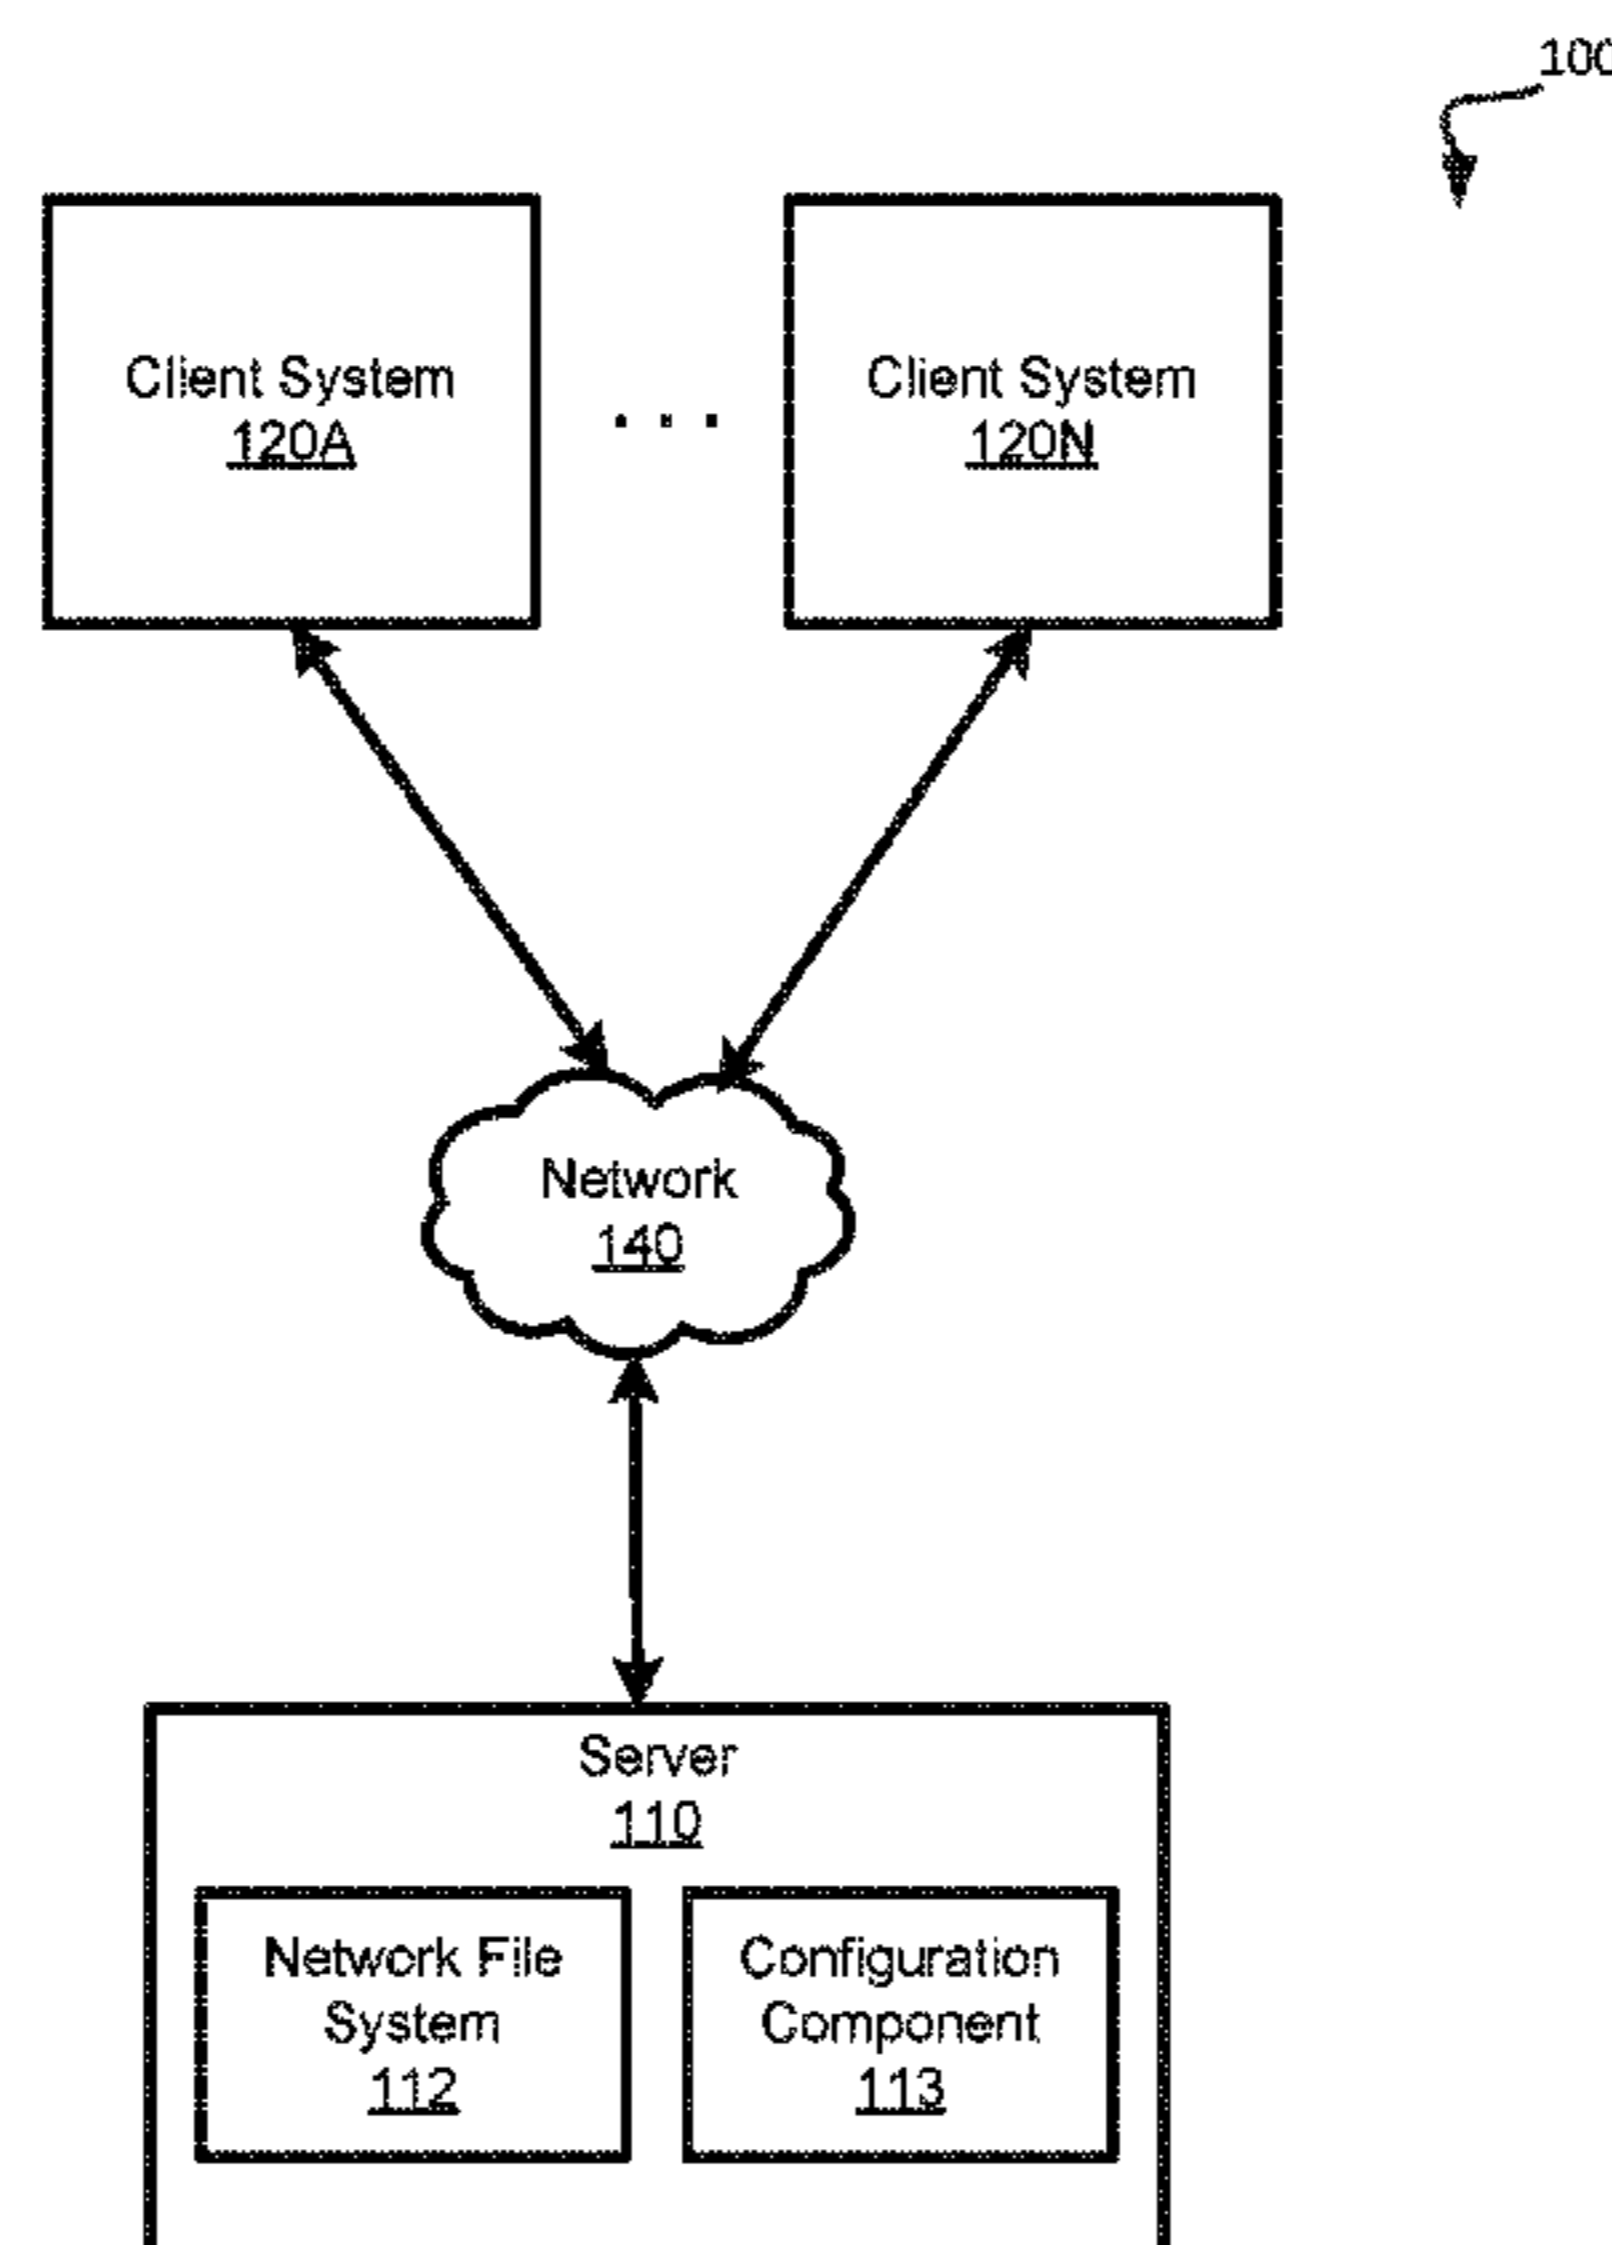 100
Client System
120A
. . .
Client System
120N
Network
140
Server
110
Network File
System
112
Configuration
Component
113